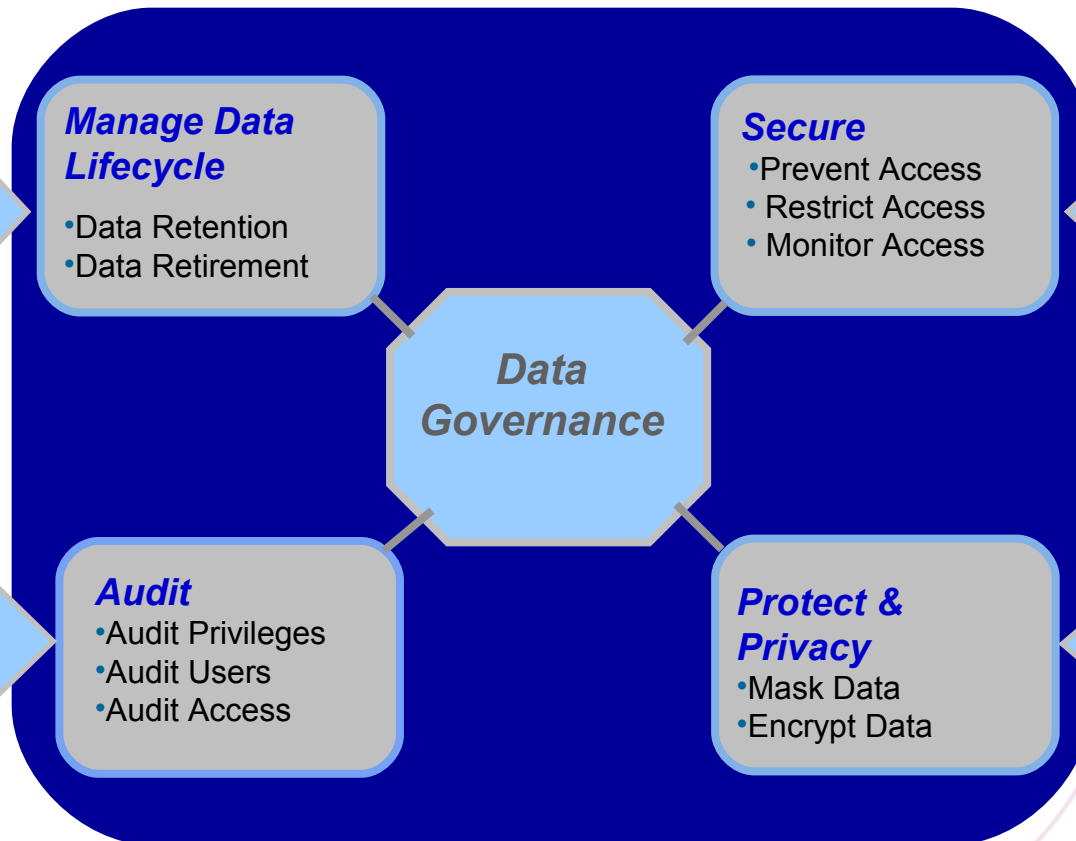 Manage Data
Lifecycle
•Data Retention
•Data Retirement
Secure
•Prevent Access
• Restrict Access
• Monitor Access
Data
Governance
Audit
•Audit Privileges
•Audit Users
•Audit Access
Protect &
Privacy
•Mask Data
•Encrypt Data